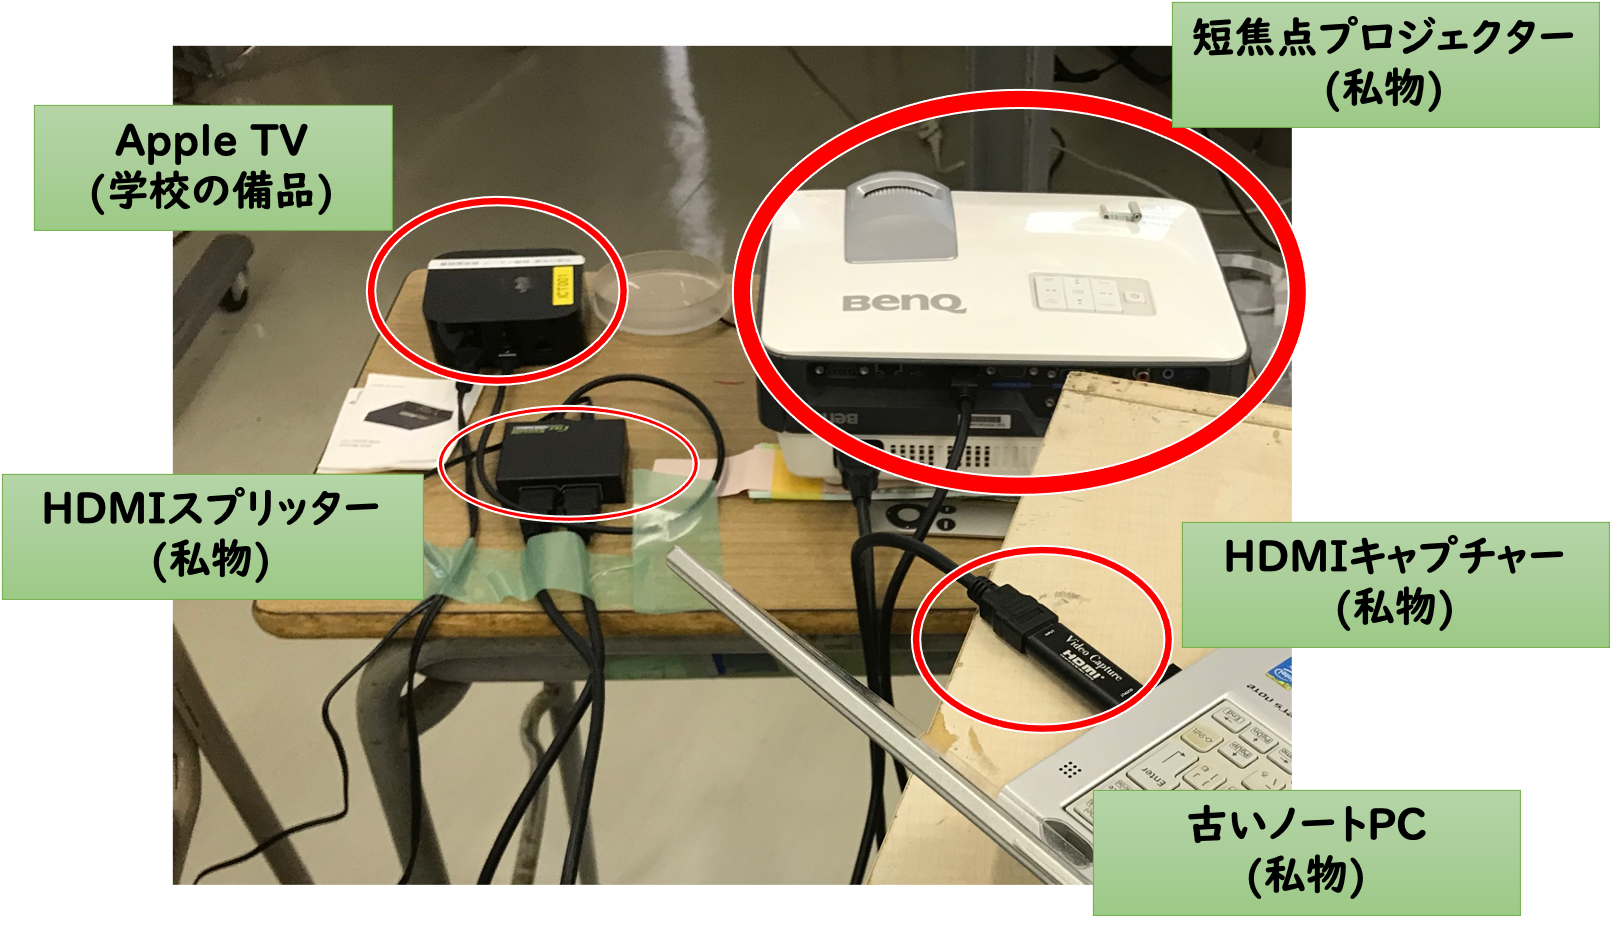 短焦点プロジェクター
(私物)
Apple TV
(学校の備品)
ICT001
BenQ
HDMIスプリッター
(私物)
HDMIキャプチャー
(私物)
Video Capture
HDMI
Enter
古いノートPC
(私物)